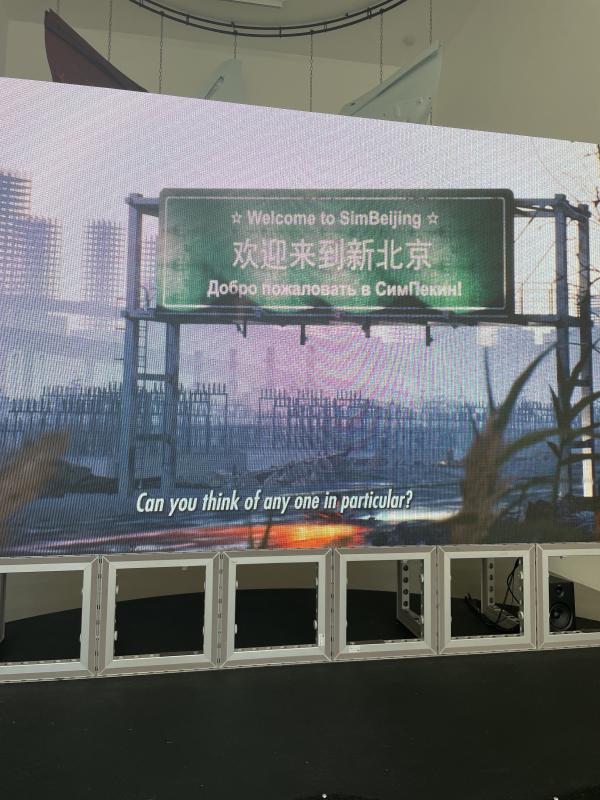 ☆ Welcome to SimBeijing ☆
欢迎来到新北京
Добро пожаловать в СимПекин!
Can you think of any one in particular?